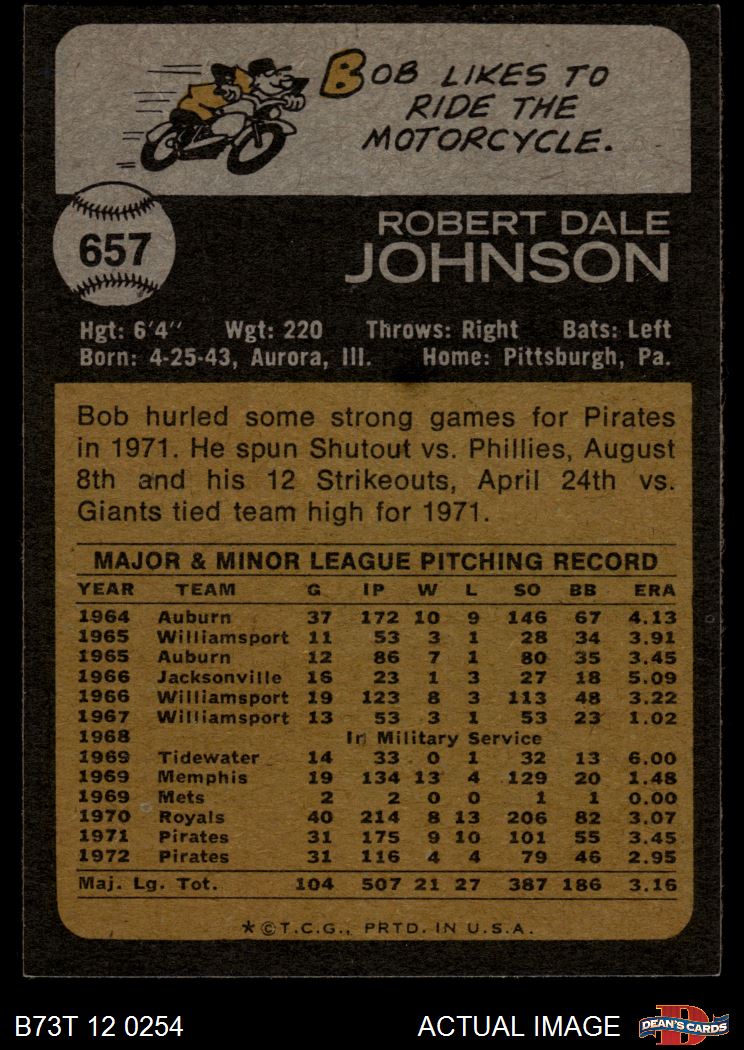 BOB LIKES TO
RIDE THE
MOTORCYCLE.
657
ROBERT DALE
JOHNSON
Hgt: 6'4" Wgt: 220 Throws: Right Bats: Left
Born: 4-25-43, Aurora, Ill. Home: Pittsburgh, Pa.
Bob hurled some strong games for Pirates
in 1971. He spun Shutout vs. Phillies, August
8th and his 12 Strikeouts, April 24th vs.
Giants tied team high for 1971.
MAJOR & MINOR LEAGUE PITCHING RECORD
YEAR TEAM G IP W L SO BB ERA
1964 Auburn 37 172 10 9 146 67 4.13
1965 Williamsport 11 53 3 1 28 34 3.91
1965 Auburn 12 86 7 1 80 35 3.45
1966 Jacksonville 16 23 1 3 27 18 5.09
1966 Williamsport 19 123 8 3 113 48 3.22
1967 Williamsport 13 53 3 1 53 23 1.02
1968 In Military Service
1969 Tidewater 14 33 0 1 32 13 6.00
1969 Memphis 19 134 13 4 129 20 1.48
1969 Mets 2 2 0 0 1 1 0.00
1970 Royals 40 214 8 13 206 82 3.07
1971 Pirates 31 175 9 10 101 55 3.45
1972 Pirates 31 116 4 4 79 46 2.95
Maj. Lg. Tot. 104 507 21 27 387 186 3.16
*©T.C.G., PRTD. IN U.S.A.
B73T 12 0254 ACTUAL IMAGE DEAN'S CARDS